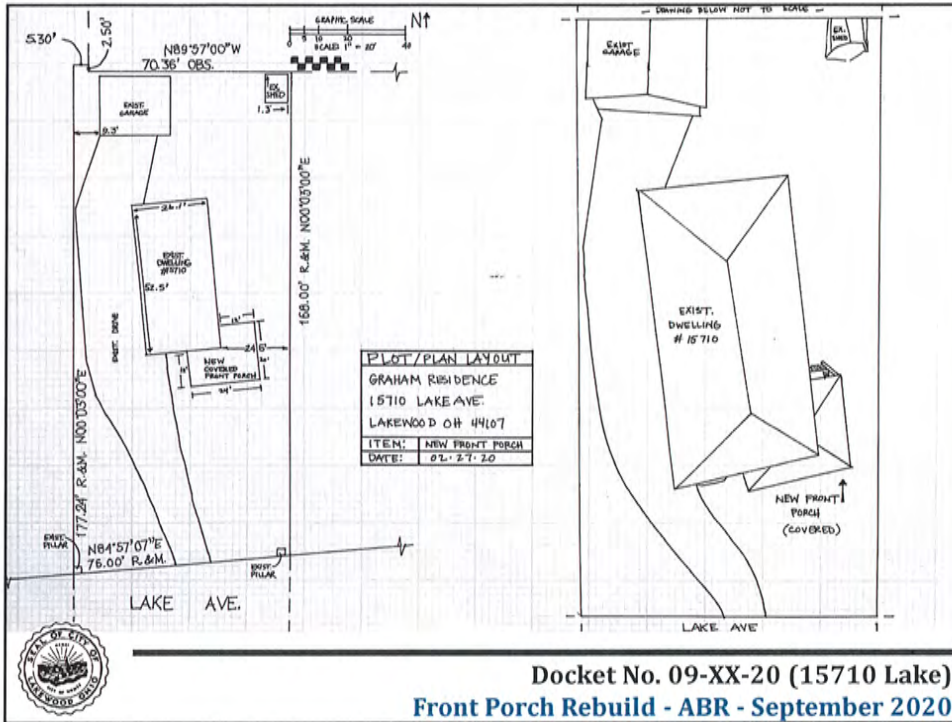 5.30'
2.50'
N89°57'00"W
70.36' OBS.
GRAPHIC SCALE
0 5 10 20 40
SCALE: 1" = 20'
N↑
EXIST. GARAGE
EX. SHED
1.3'
9.3'
168.00' R.&M. N00°03'00"E
26.1'
EXIST. DWELLING #15710
52.5'
EXIST. DRIVE
24.6'
NEW COVERED FRONT PORCH
24'
177.24' R.&M. N00°03'00"E
PLOT/PLAN LAYOUT
GRAHAM RESIDENCE
15710 LAKE AVE.
LAKEWOOD OH 44107
ITEM: NEW FRONT PORCH
DATE: 02-27-20
EXIST. PILLAR
N84°57'07"E
76.00' R.&M.
EXIST. PILLAR
LAKE AVE.
– DRAWING BELOW NOT TO SCALE –
EXIST GARAGE
EX. SHED
EXIST.
DWELLING
# 15710
NEW FRONT
PORCH
(COVERED)
LAKE AVE
SEAL OF CITY OF
LAKEWOOD OHIO
Docket No. 09-XX-20 (15710 Lake)
Front Porch Rebuild - ABR - September 2020